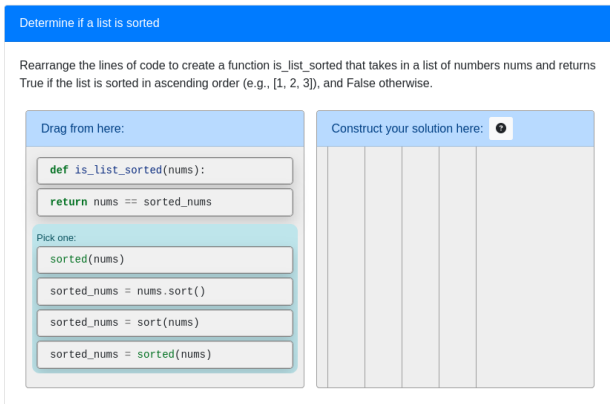 Determine if a list is sorted
Rearrange the lines of code to create a function is_list_sorted that takes in a list of numbers nums and returns
True if the list is sorted in ascending order (e.g., [1, 2, 3]), and False otherwise.
Drag from here:
Construct your solution here: ?
def is_list_sorted(nums):
return nums == sorted_nums
Pick one:
sorted(nums)
sorted_nums = nums.sort()
sorted_nums = sort(nums)
sorted_nums = sorted(nums)